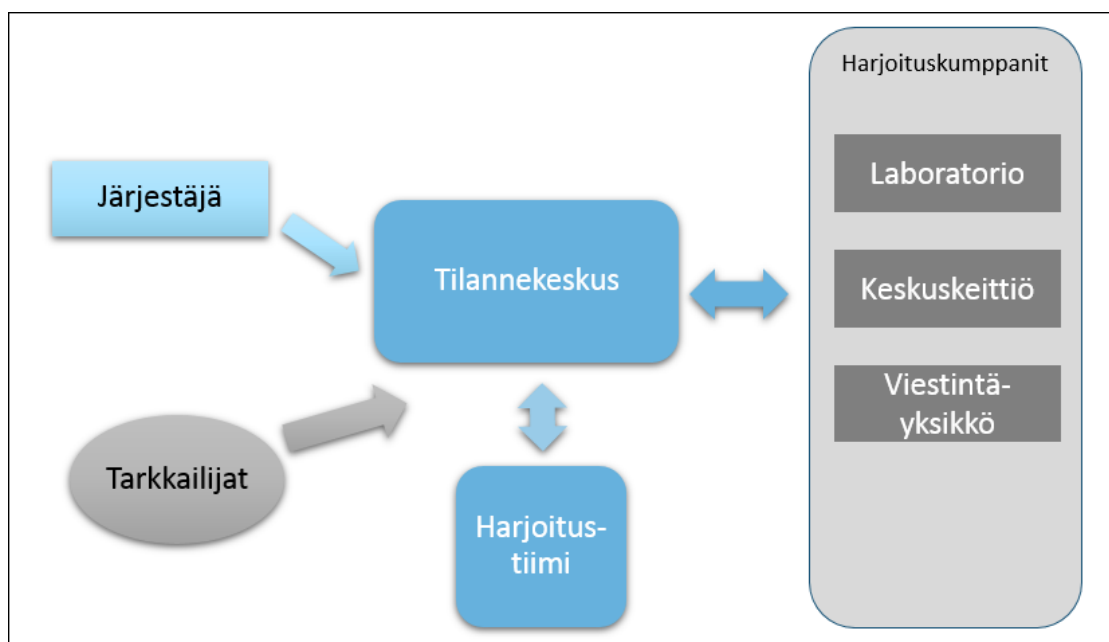 Harjoituskumppanit
Järjestäjä
Laboratorio
Tilannekeskus
Keskuskeittiö
Viestintä-
yksikkö
Tarkkailijat
Harjoitus-
tiimi